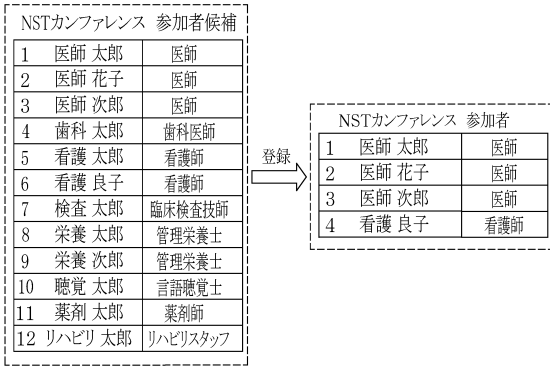 NSTカンファレンス 参加者候補
1 医師 太郎 医師
2 医師 花子 医師
3 医師 次郎 医師
4 歯科 太郎 歯科医師
5 看護 太郎 看護師
6 看護 良子 看護師
7 検査 太郎 臨床検査技師
8 栄養 太郎 管理栄養士
9 栄養 次郎 管理栄養士
10 聴覚 太郎 言語聴覚士
11 薬剤 太郎 薬剤師
12 リハビリ 太郎 リハビリスタッフ
登録
NSTカンファレンス 参加者
1 医師 太郎 医師
2 医師 花子 医師
3 医師 次郎 医師
4 看護 良子 看護師